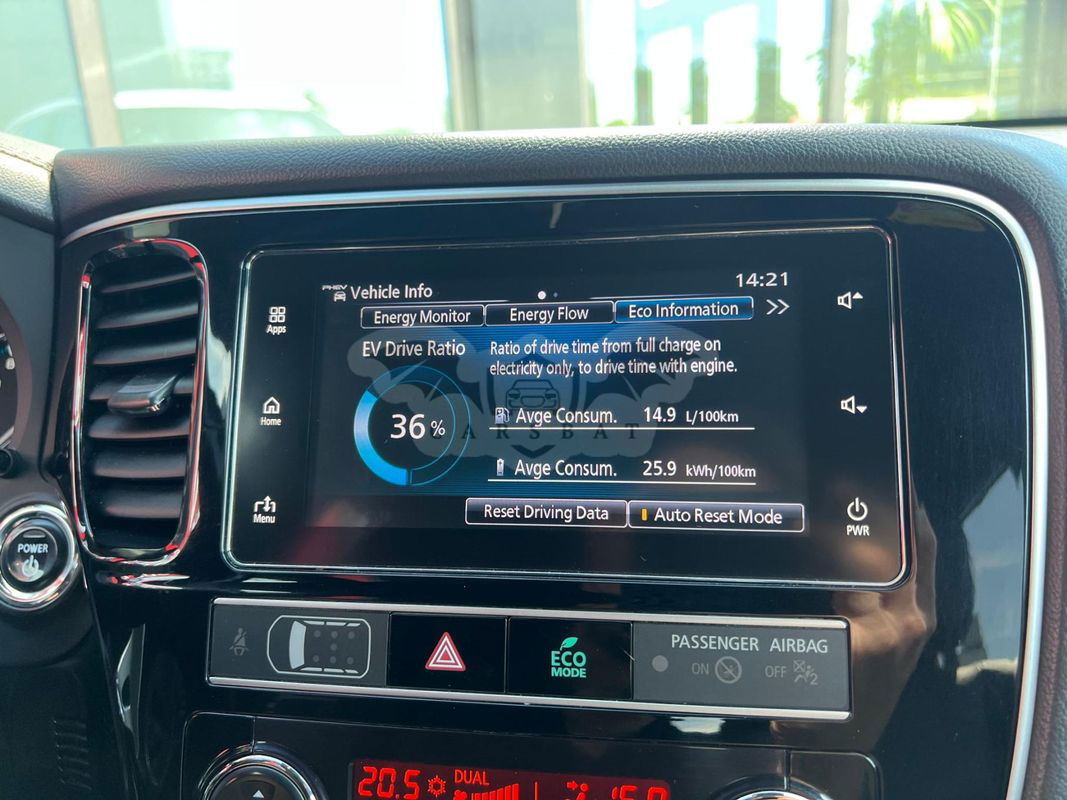 PHEV
Vehicle Info
14:21
Energy Monitor
Energy Flow
Eco Information
Apps
EV Drive Ratio
Ratio of drive time from full charge on
electricity only, to drive time with engine.
Home
36 %
Avge Consum. 14.9 L/100km
CARSBAT
Avge Consum. 25.9 kWh/100km
Menu
Reset Driving Data
Auto Reset Mode
PWR
POWER
ECO
MODE
PASSENGER AIRBAG
ON
OFF
2
20.5
DUAL